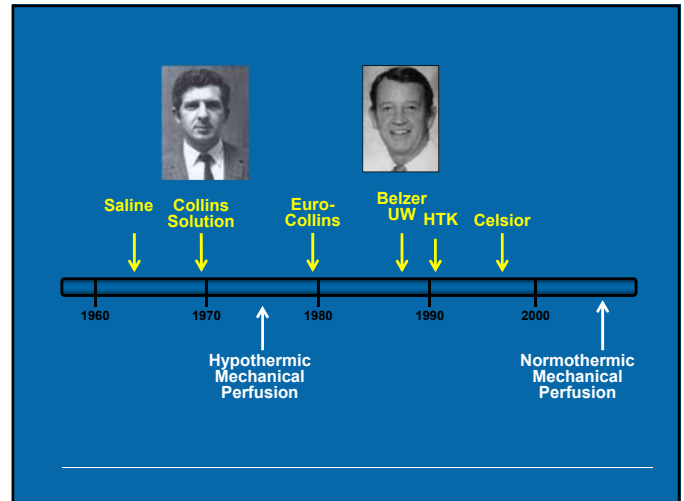 Saline
Collins
Solution
Euro-
Collins
Belzer
UW
HTK
Celsior
1960
1970
1980
1990
2000
Hypothermic
Mechanical
Perfusion
Normothermic
Mechanical
Perfusion